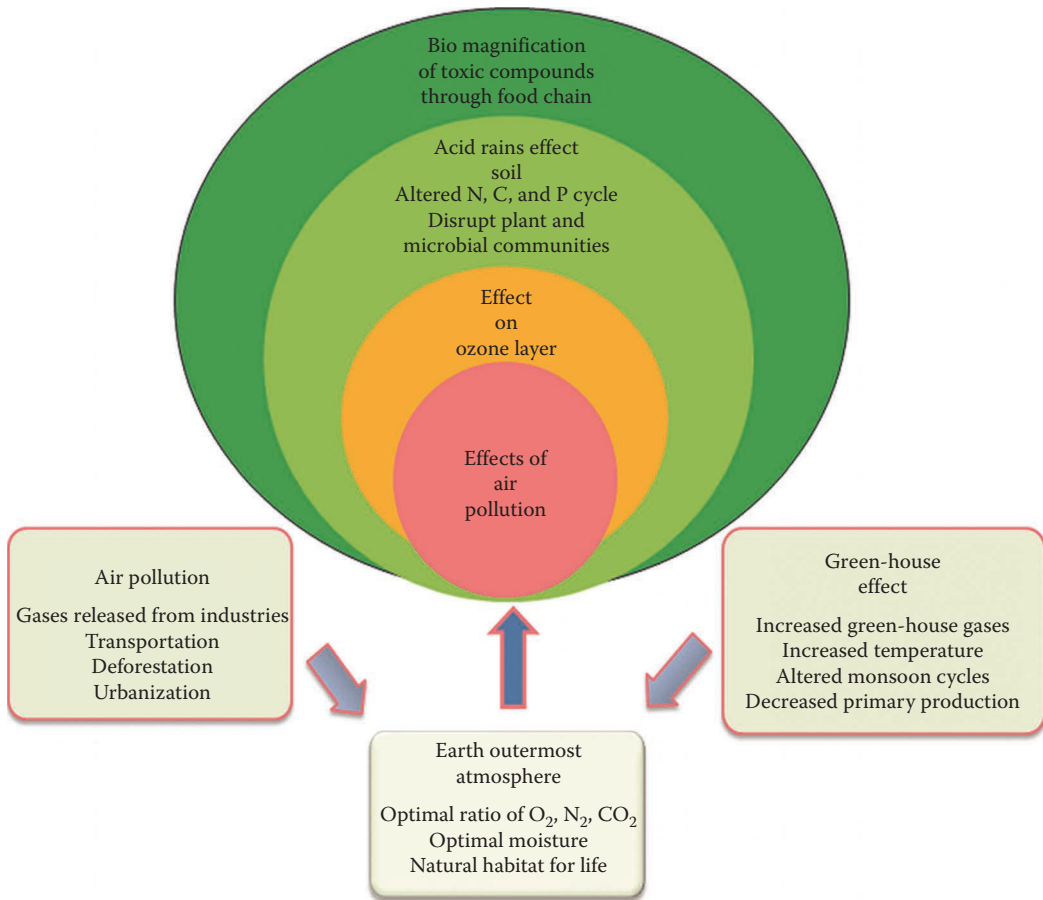 Bio magnification
of toxic compounds
through food chain
Acid rains effect
soil
Altered N, C, and P cycle
Disrupt plant and
microbial communities
Effect
on
ozone layer
Effects of
air
pollution
Air pollution
Gases released from industries
Transportation
Deforestation
Urbanization
Green-house
effect
Increased green-house gases
Increased temperature
Altered monsoon cycles
Decreased primary production
Earth outermost
atmosphere
Optimal ratio of O₂, N₂, CO₂
Optimal moisture
Natural habitat for life